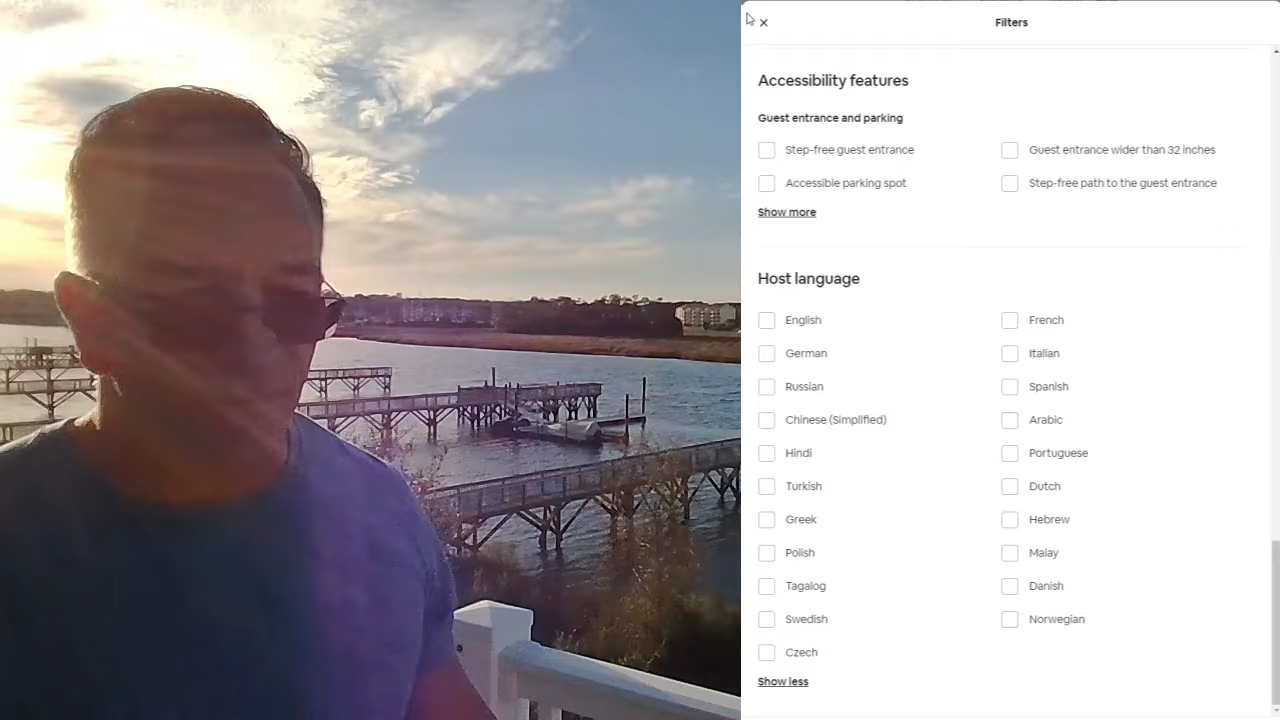 Filters
Accessibility features
Guest entrance and parking
Step-free guest entrance
Guest entrance wider than 32 inches
Accessible parking spot
Step-free path to the guest entrance
Show more
Host language
English
French
German
Italian
Russian
Spanish
Chinese (Simplified)
Arabic
Hindi
Portuguese
Turkish
Dutch
Greek
Hebrew
Polish
Malay
Tagalog
Danish
Swedish
Norwegian
Czech
Show less